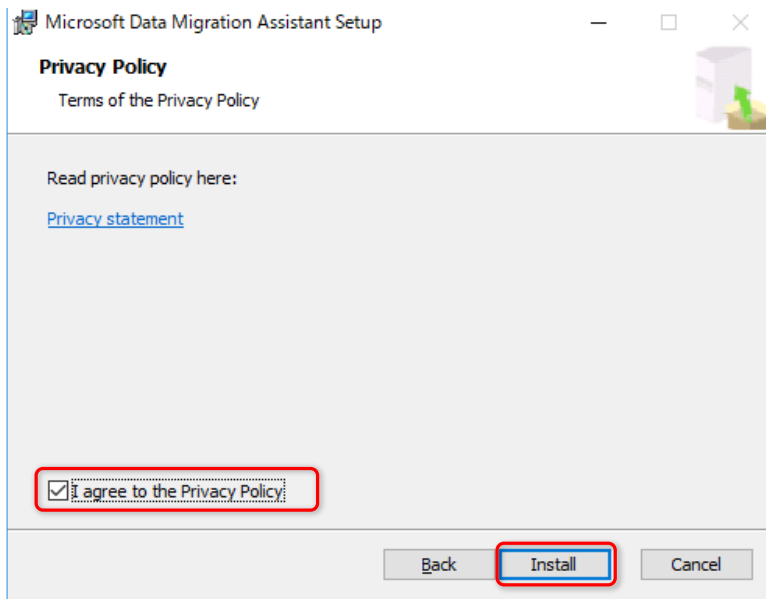 Microsoft Data Migration Assistant Setup
Privacy Policy
Terms of the Privacy Policy
Read privacy policy here:
Privacy statement
I agree to the Privacy Policy
Back Install Cancel